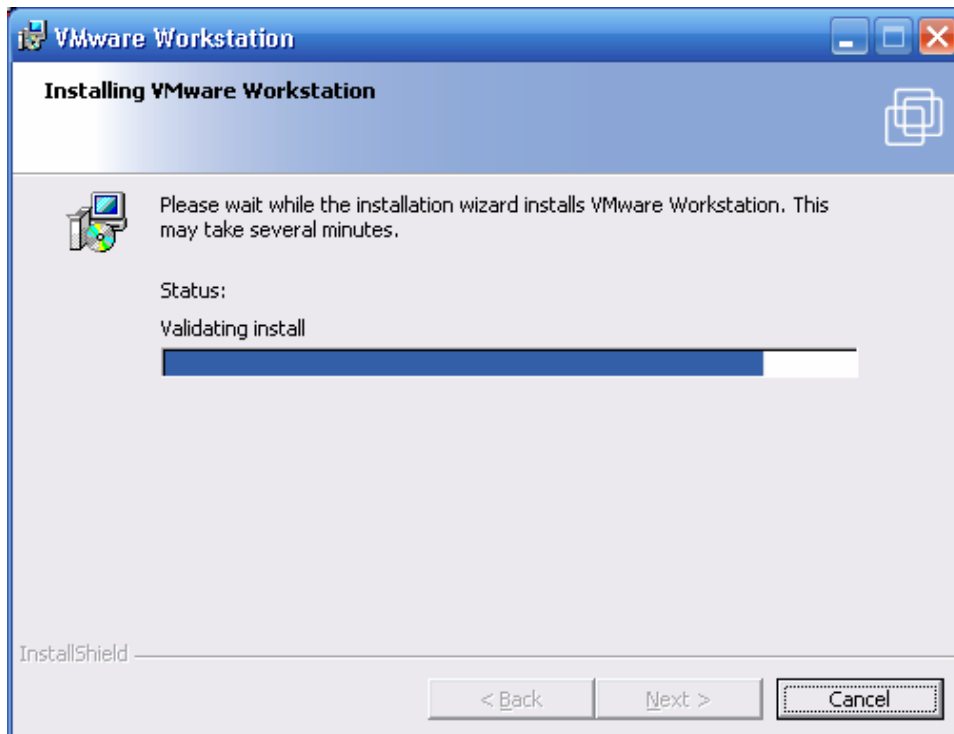 VMware Workstation
Installing VMware Workstation
Please wait while the installation wizard installs VMware Workstation. This
may take several minutes.
Status:
Validating install
InstallShield
< Back
Next >
Cancel